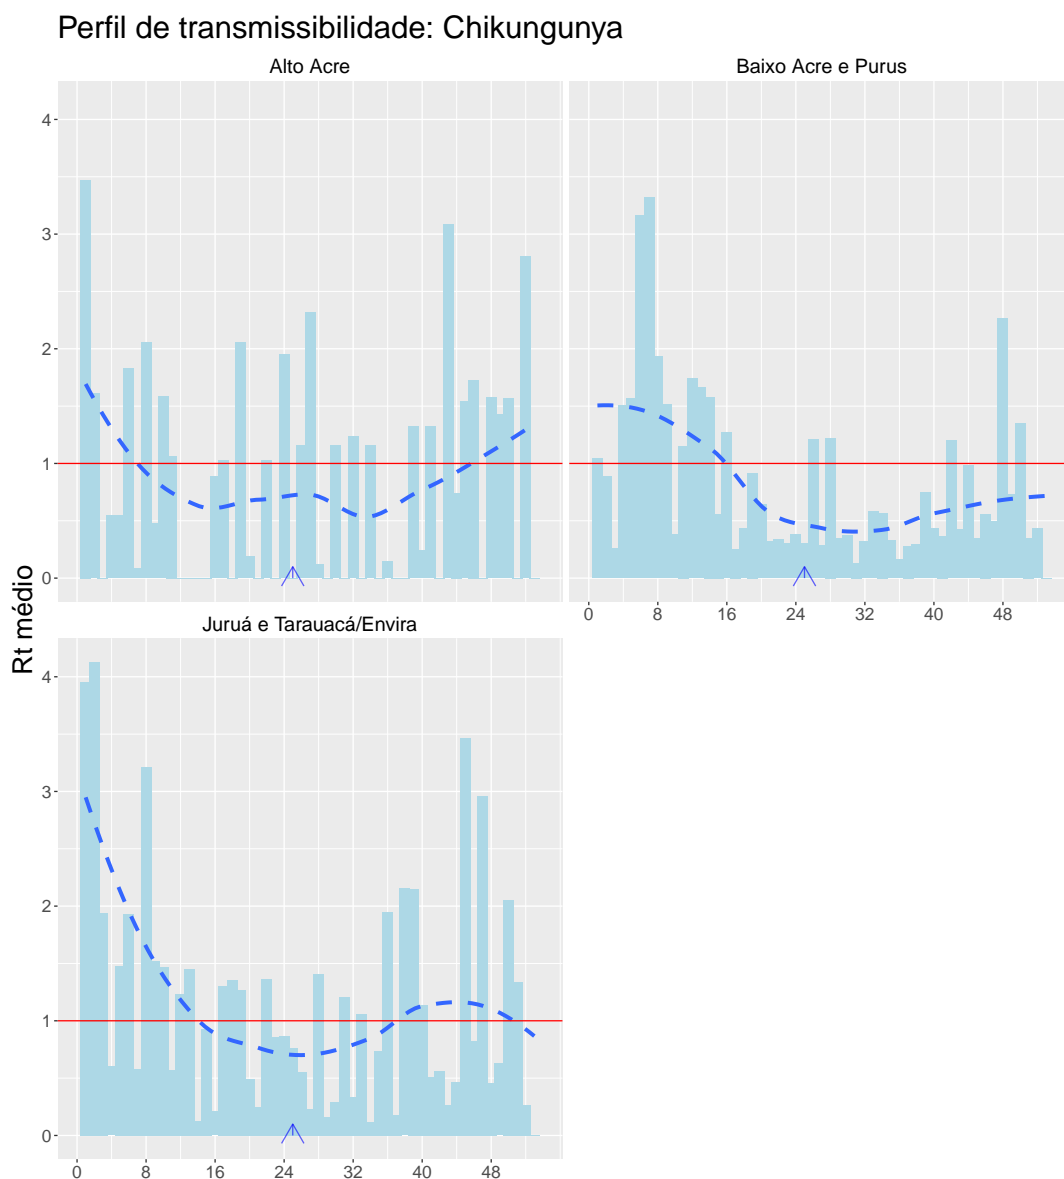 Perfil de transmissibilidade: Chikungunya
Alto Acre
Baixo Acre e Purus
4
3
2
1
0
0 8 16 24 32 40 48
Rt médio
Juruá e Tarauacá/Envira
4
3
2
1
0
0 8 16 24 32 40 48